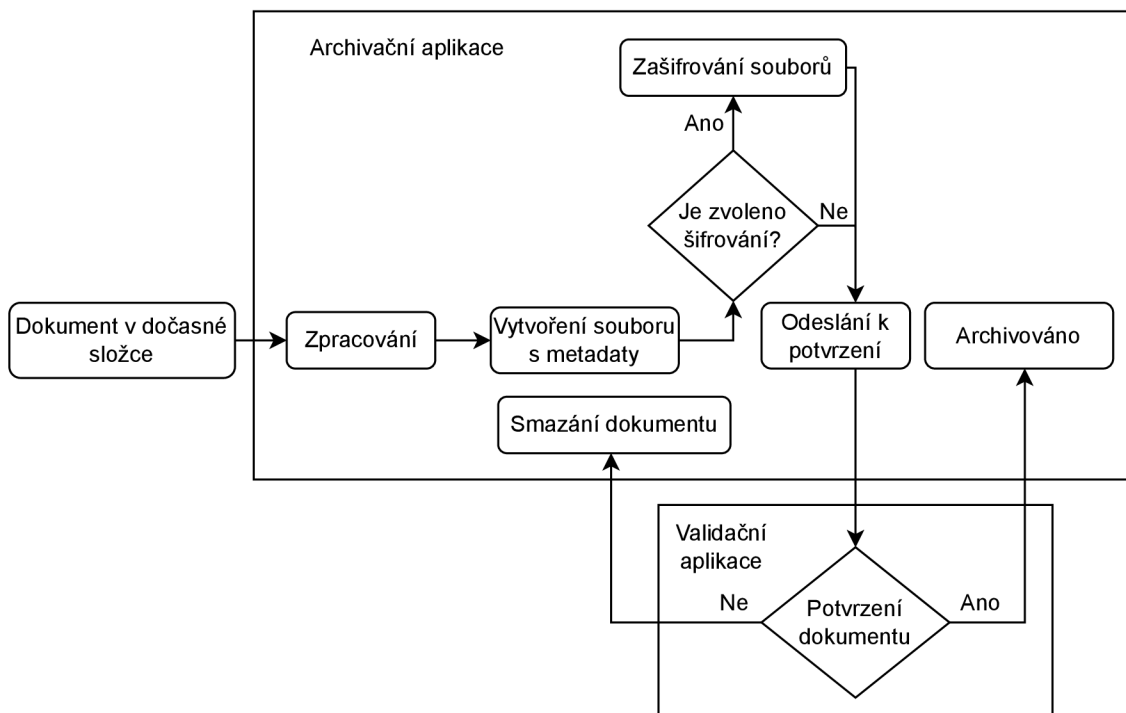 Archivační aplikace
Zašifrování souborů
Ano
Je zvoleno
šifrování?
Ne
Dokument v dočasné
složce
Zpracování
Vytvoření souboru
s metadaty
Odeslání k
potvrzení
Archivováno
Smazání dokumentu
Validační
aplikace
Ne
Potvrzení
dokumentu
Ano